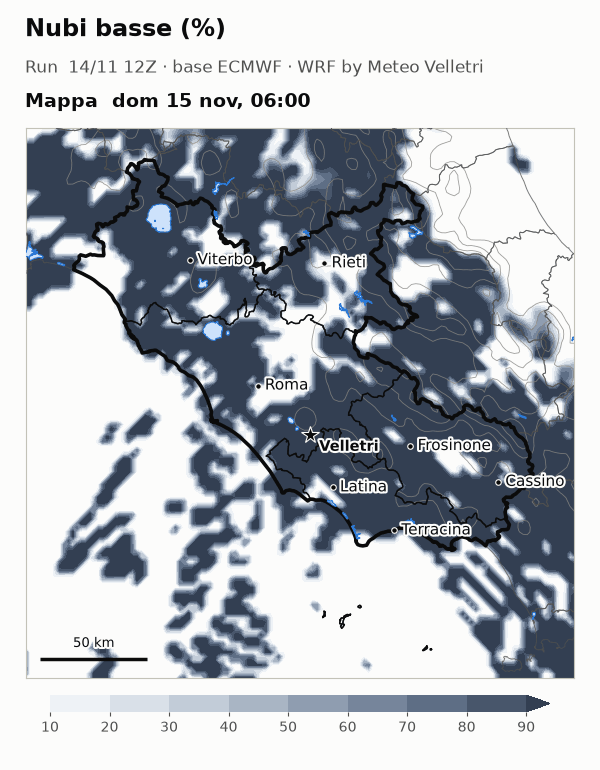 Nubi basse (%)
Run  14/11 12Z · base ECMWF · WRF by Meteo Velletri
Mappa  dom 15 nov, 06:00
Viterbo
Rieti
Roma
Velletri
Frosinone
Cassino
Latina
Terracina
50 km
10 20 30 40 50 60 70 80 90